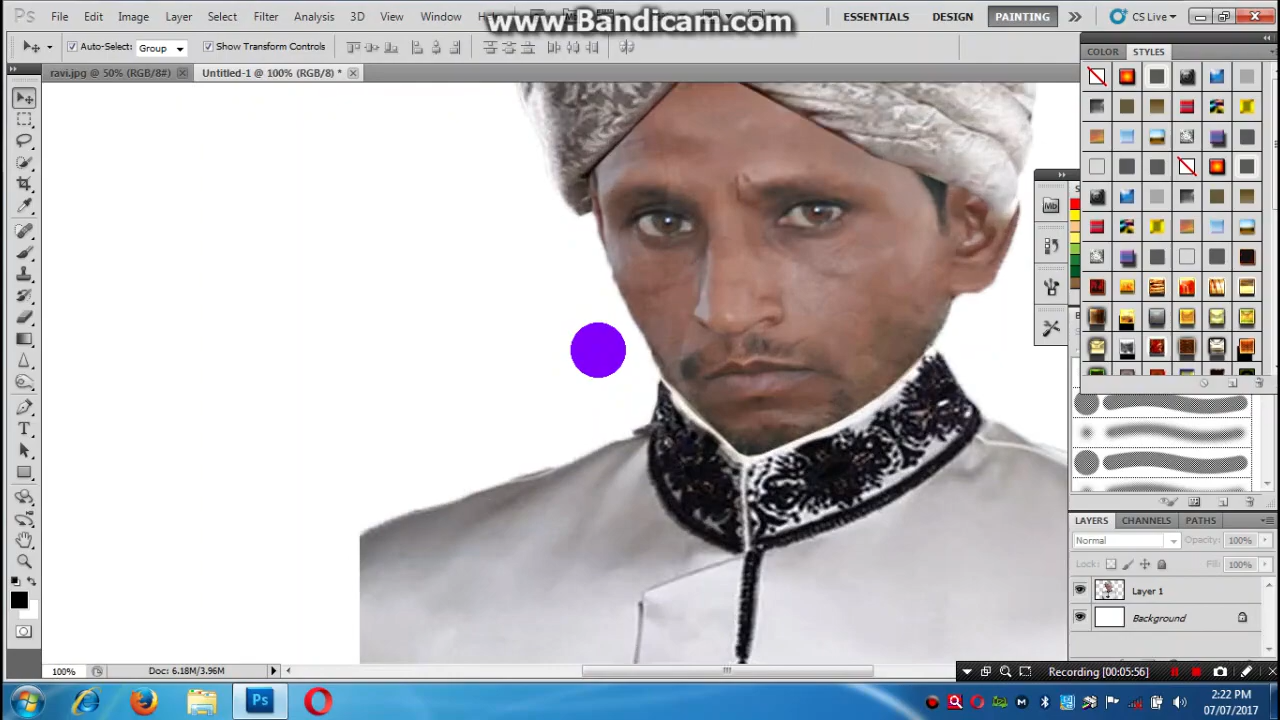 Ps File Edit Image Layer Select Filter Analysis 3D View Window
www.Bandicam.com
ESSENTIALS DESIGN PAINTING CS Live
Auto-Select: Group Show Transform Controls
COLOR STYLES
ravi.jpg @ 50% (RGB/8#) Untitled-1 @ 100% (RGB/8) *
Mb
LAYERS CHANNELS PATHS
Normal Opacity: 100%
Lock: Fill: 100%
Layer 1
Background
100% Doc: 6.18M/3.96M
Recording [00:05:56]
Ps
2:22 PM
07/07/2017